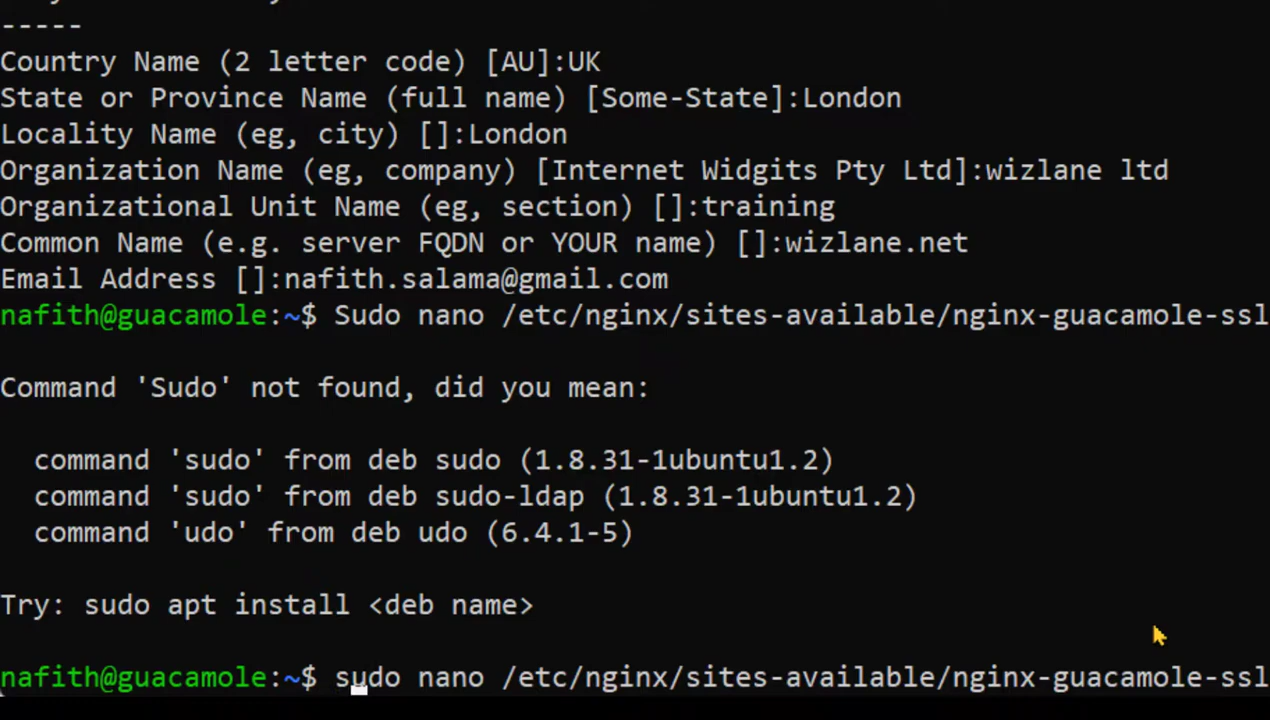 -----
Country Name (2 letter code) [AU]:UK
State or Province Name (full name) [Some-State]:London
Locality Name (eg, city) []:London
Organization Name (eg, company) [Internet Widgits Pty Ltd]:wizlane ltd
Organizational Unit Name (eg, section) []:training
Common Name (e.g. server FQDN or YOUR name) []:wizlane.net
Email Address []:nafith.salama@gmail.com
nafith@guacamole:~$ Sudo nano /etc/nginx/sites-available/nginx-guacamole-ssl
Command 'Sudo' not found, did you mean:
command 'sudo' from deb sudo (1.8.31-1ubuntu1.2)
command 'sudo' from deb sudo-ldap (1.8.31-1ubuntu1.2)
command 'udo' from deb udo (6.4.1-5)
Try: sudo apt install <deb name>
nafith@guacamole:~$ sudo nano /etc/nginx/sites-available/nginx-guacamole-ssl